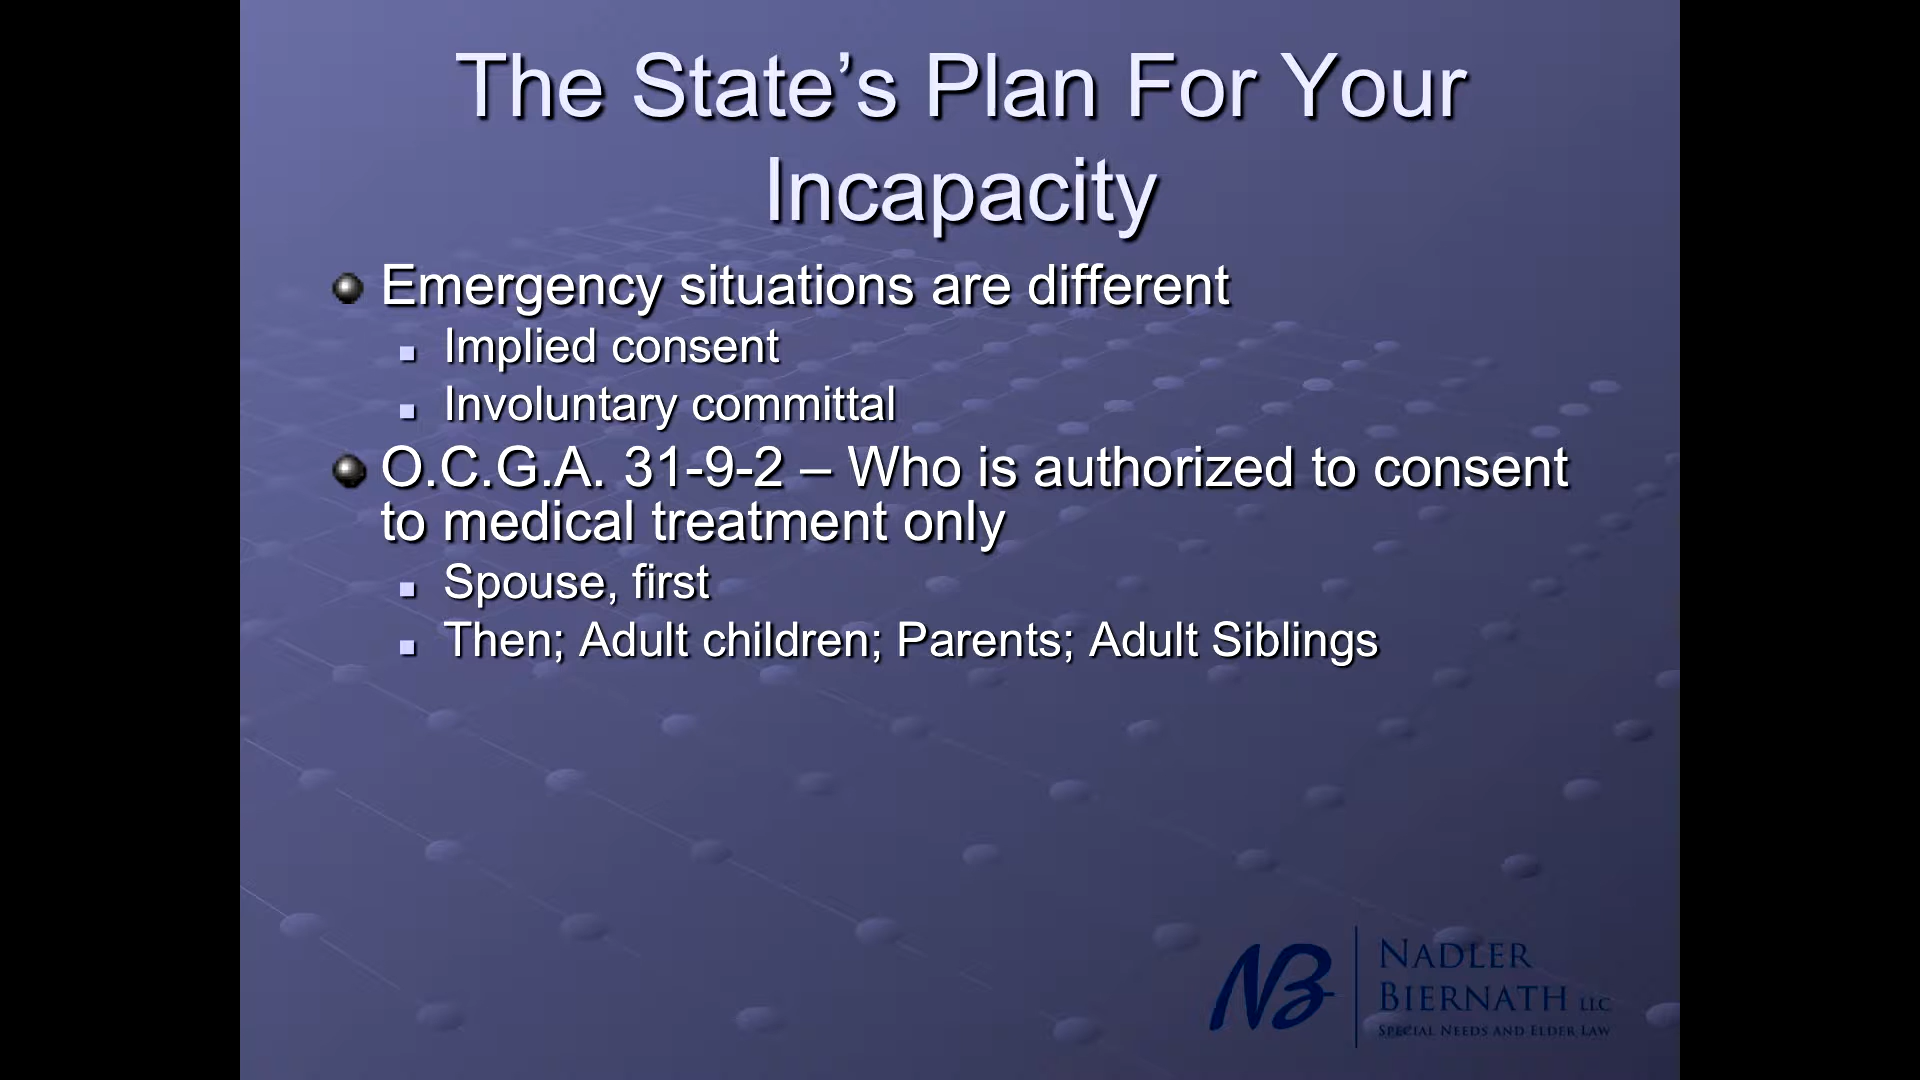 The State’s Plan For Your
Incapacity
Emergency situations are different
Implied consent
Involuntary committal
O.C.G.A. 31-9-2 – Who is authorized to consent
to medical treatment only
Spouse, first
Then; Adult children; Parents; Adult Siblings
NB
NADLER
BIERNATH LLC
SPECIAL NEEDS AND ELDER LAW